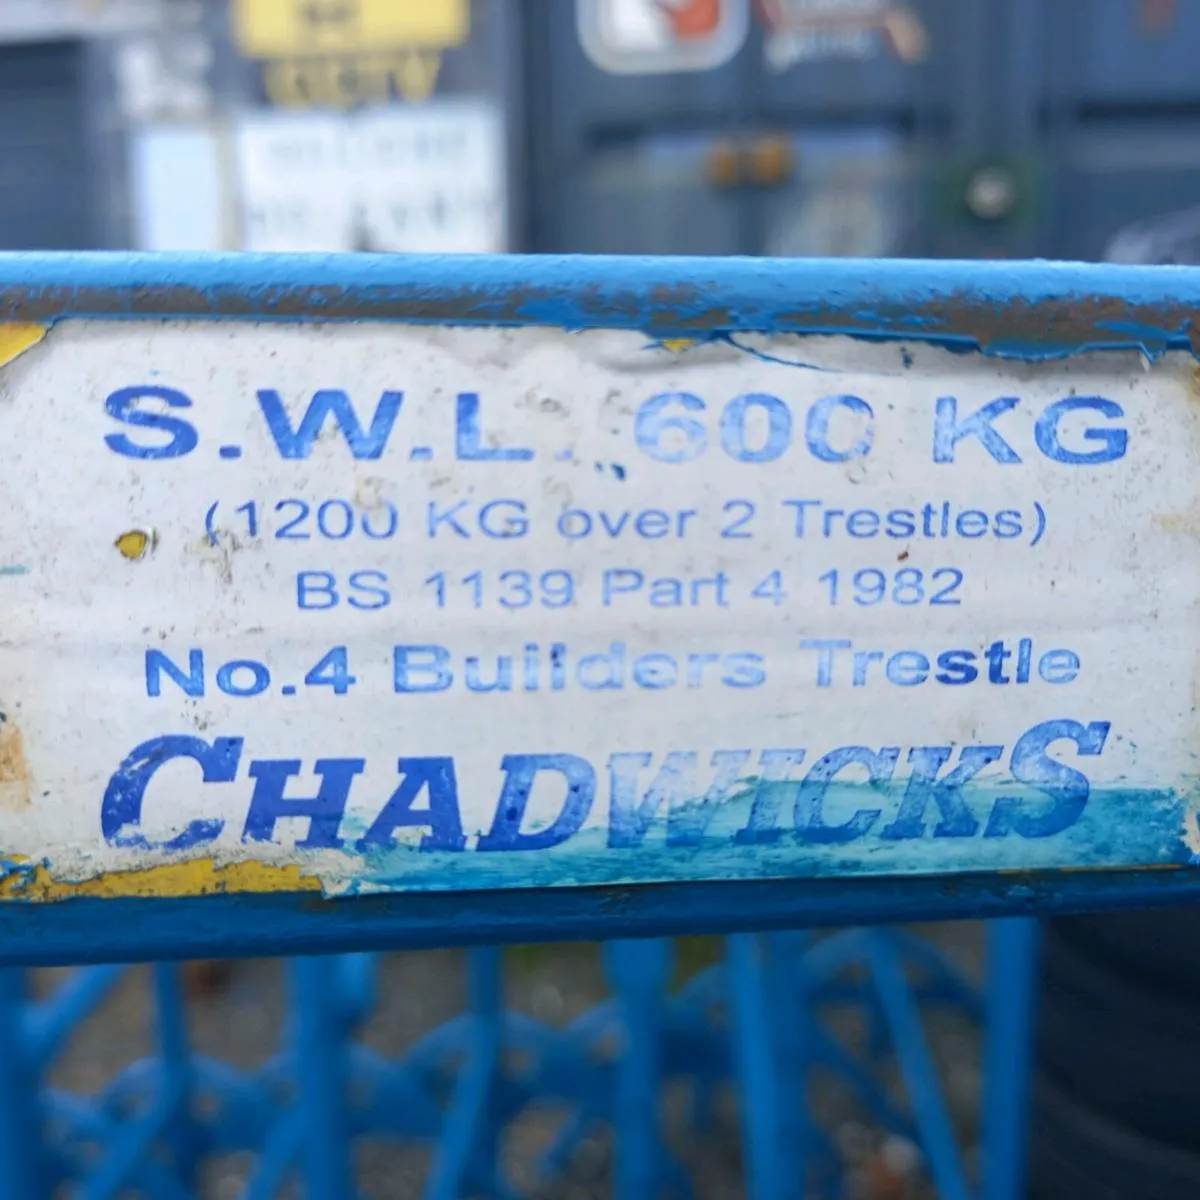 S.W.L. 600 KG
(1200 KG over 2 Trestles)
BS 1139 Part 4 1982
No.4 Builders Trestle
CHADWICKS